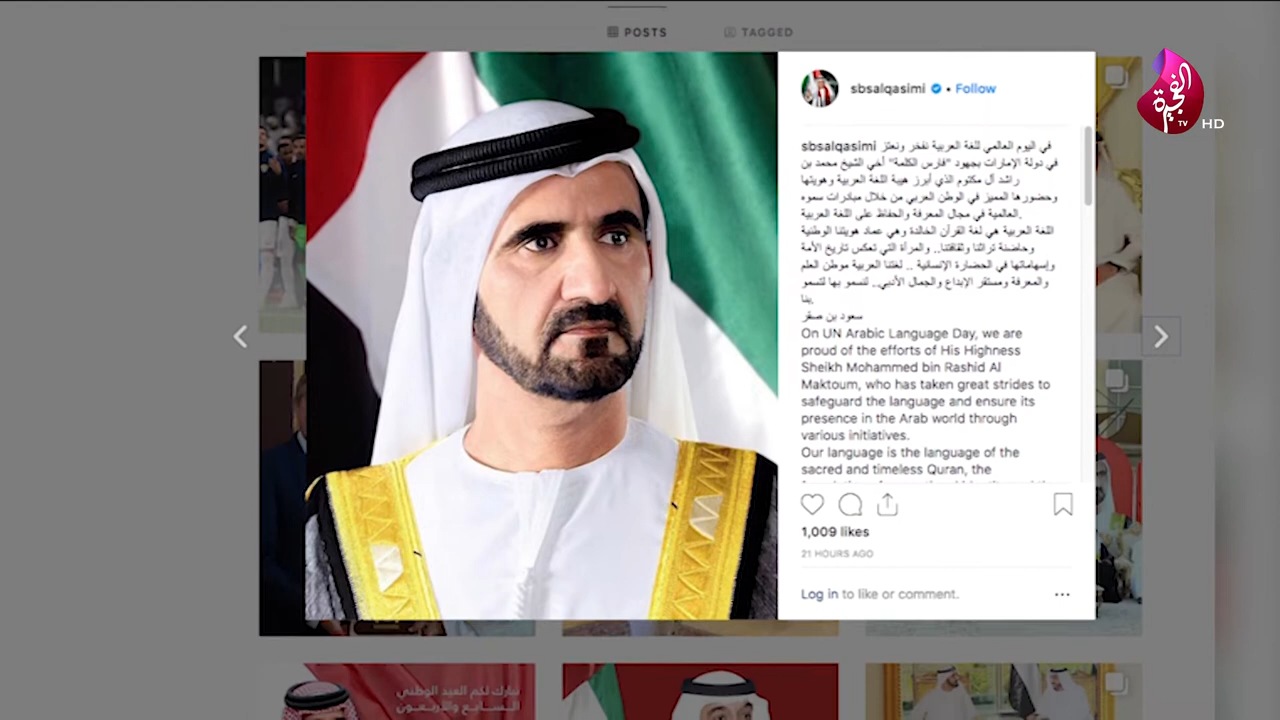 POSTS
TAGGED
الفجيرة
TV
HD
sbsalqasimi • Follow
sbsalqasimi في اليوم العالمي للغة العربية نفخر ونعتز
في دولة الإمارات بجهود "فارس الكلمة" أخي الشيخ محمد بن
راشد آل مكتوم الذي أبرز هيبة اللغة العربية وهويتها
وحضورها المميز في الوطن العربي من خلال مبادرات سموه
العالمية في مجال المعرفة والحفاظ على اللغة العربية.
اللغة العربية هي لغة القرآن الخالدة وهي عماد هويتنا الوطنية
وحاضنة تراثنا وثقافتنا.. والمرآة التي تعكس تاريخ الأمة
وإسهاماتها في الحضارة الإنسانية .. لغتنا العربية موطن العلم
والمعرفة ومستقر الإبداع والجمال الأدبي.. لنسمو بها لتسمو
بنا.
سعود بن صقر
On UN Arabic Language Day, we are
proud of the efforts of His Highness
Sheikh Mohammed bin Rashid Al
Maktoum, who has taken great strides to
safeguard the language and ensure its
presence in the Arab world through
various initiatives.
Our language is the language of the
sacred and timeless Quran, the
1,009 likes
21 HOURS AGO
Log in to like or comment.
نبارك لكم العيد الوطني
السابع والأربعون